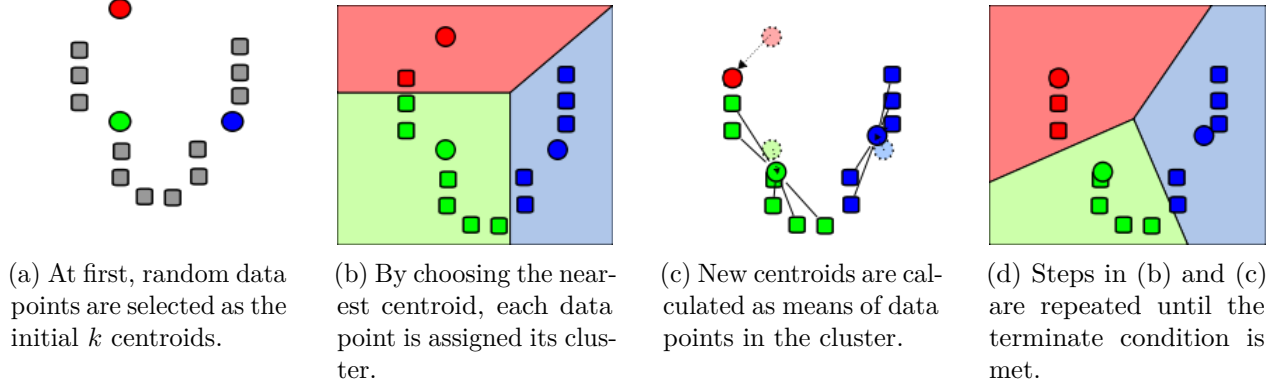 (a) At first, random data
points are selected as the
initial k centroids.
(b) By choosing the near-
est centroid, each data
point is assigned its clus-
ter.
(c) New centroids are cal-
culated as means of data
points in the cluster.
(d) Steps in (b) and (c)
are repeated until the
terminate condition is
met.